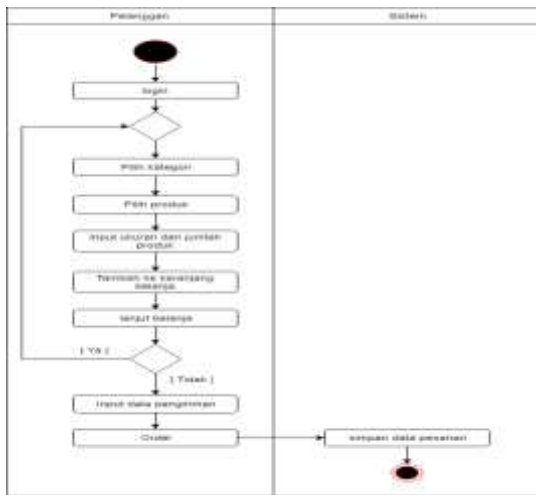 Pelanggan
Sistem
login
Pilih kategori
Pilih produk
Input ukuran dan jumlah
produk
Tambah ke keranjang
belanja
lanjut belanja
[ Ya ]
[ Tidak ]
Input data pengiriman
Order
simpan data pesanan